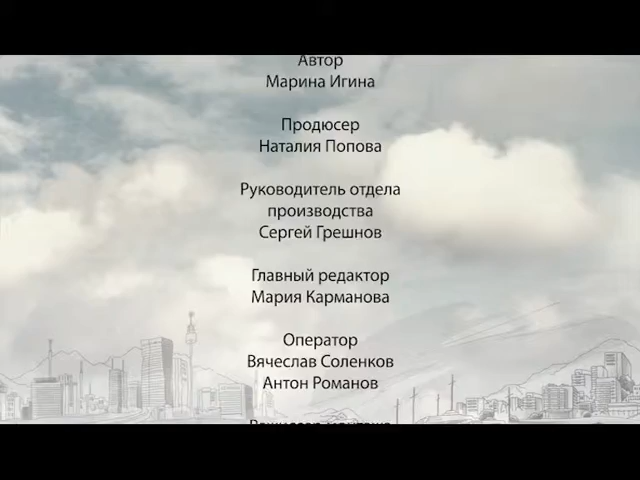 Автор
Марина Игина
Продюсер
Наталия Попова
Руководитель отдела
производства
Сергей Грешнов
Главный редактор
Мария Карманова
Оператор
Вячеслав Соленков
Антон Романов